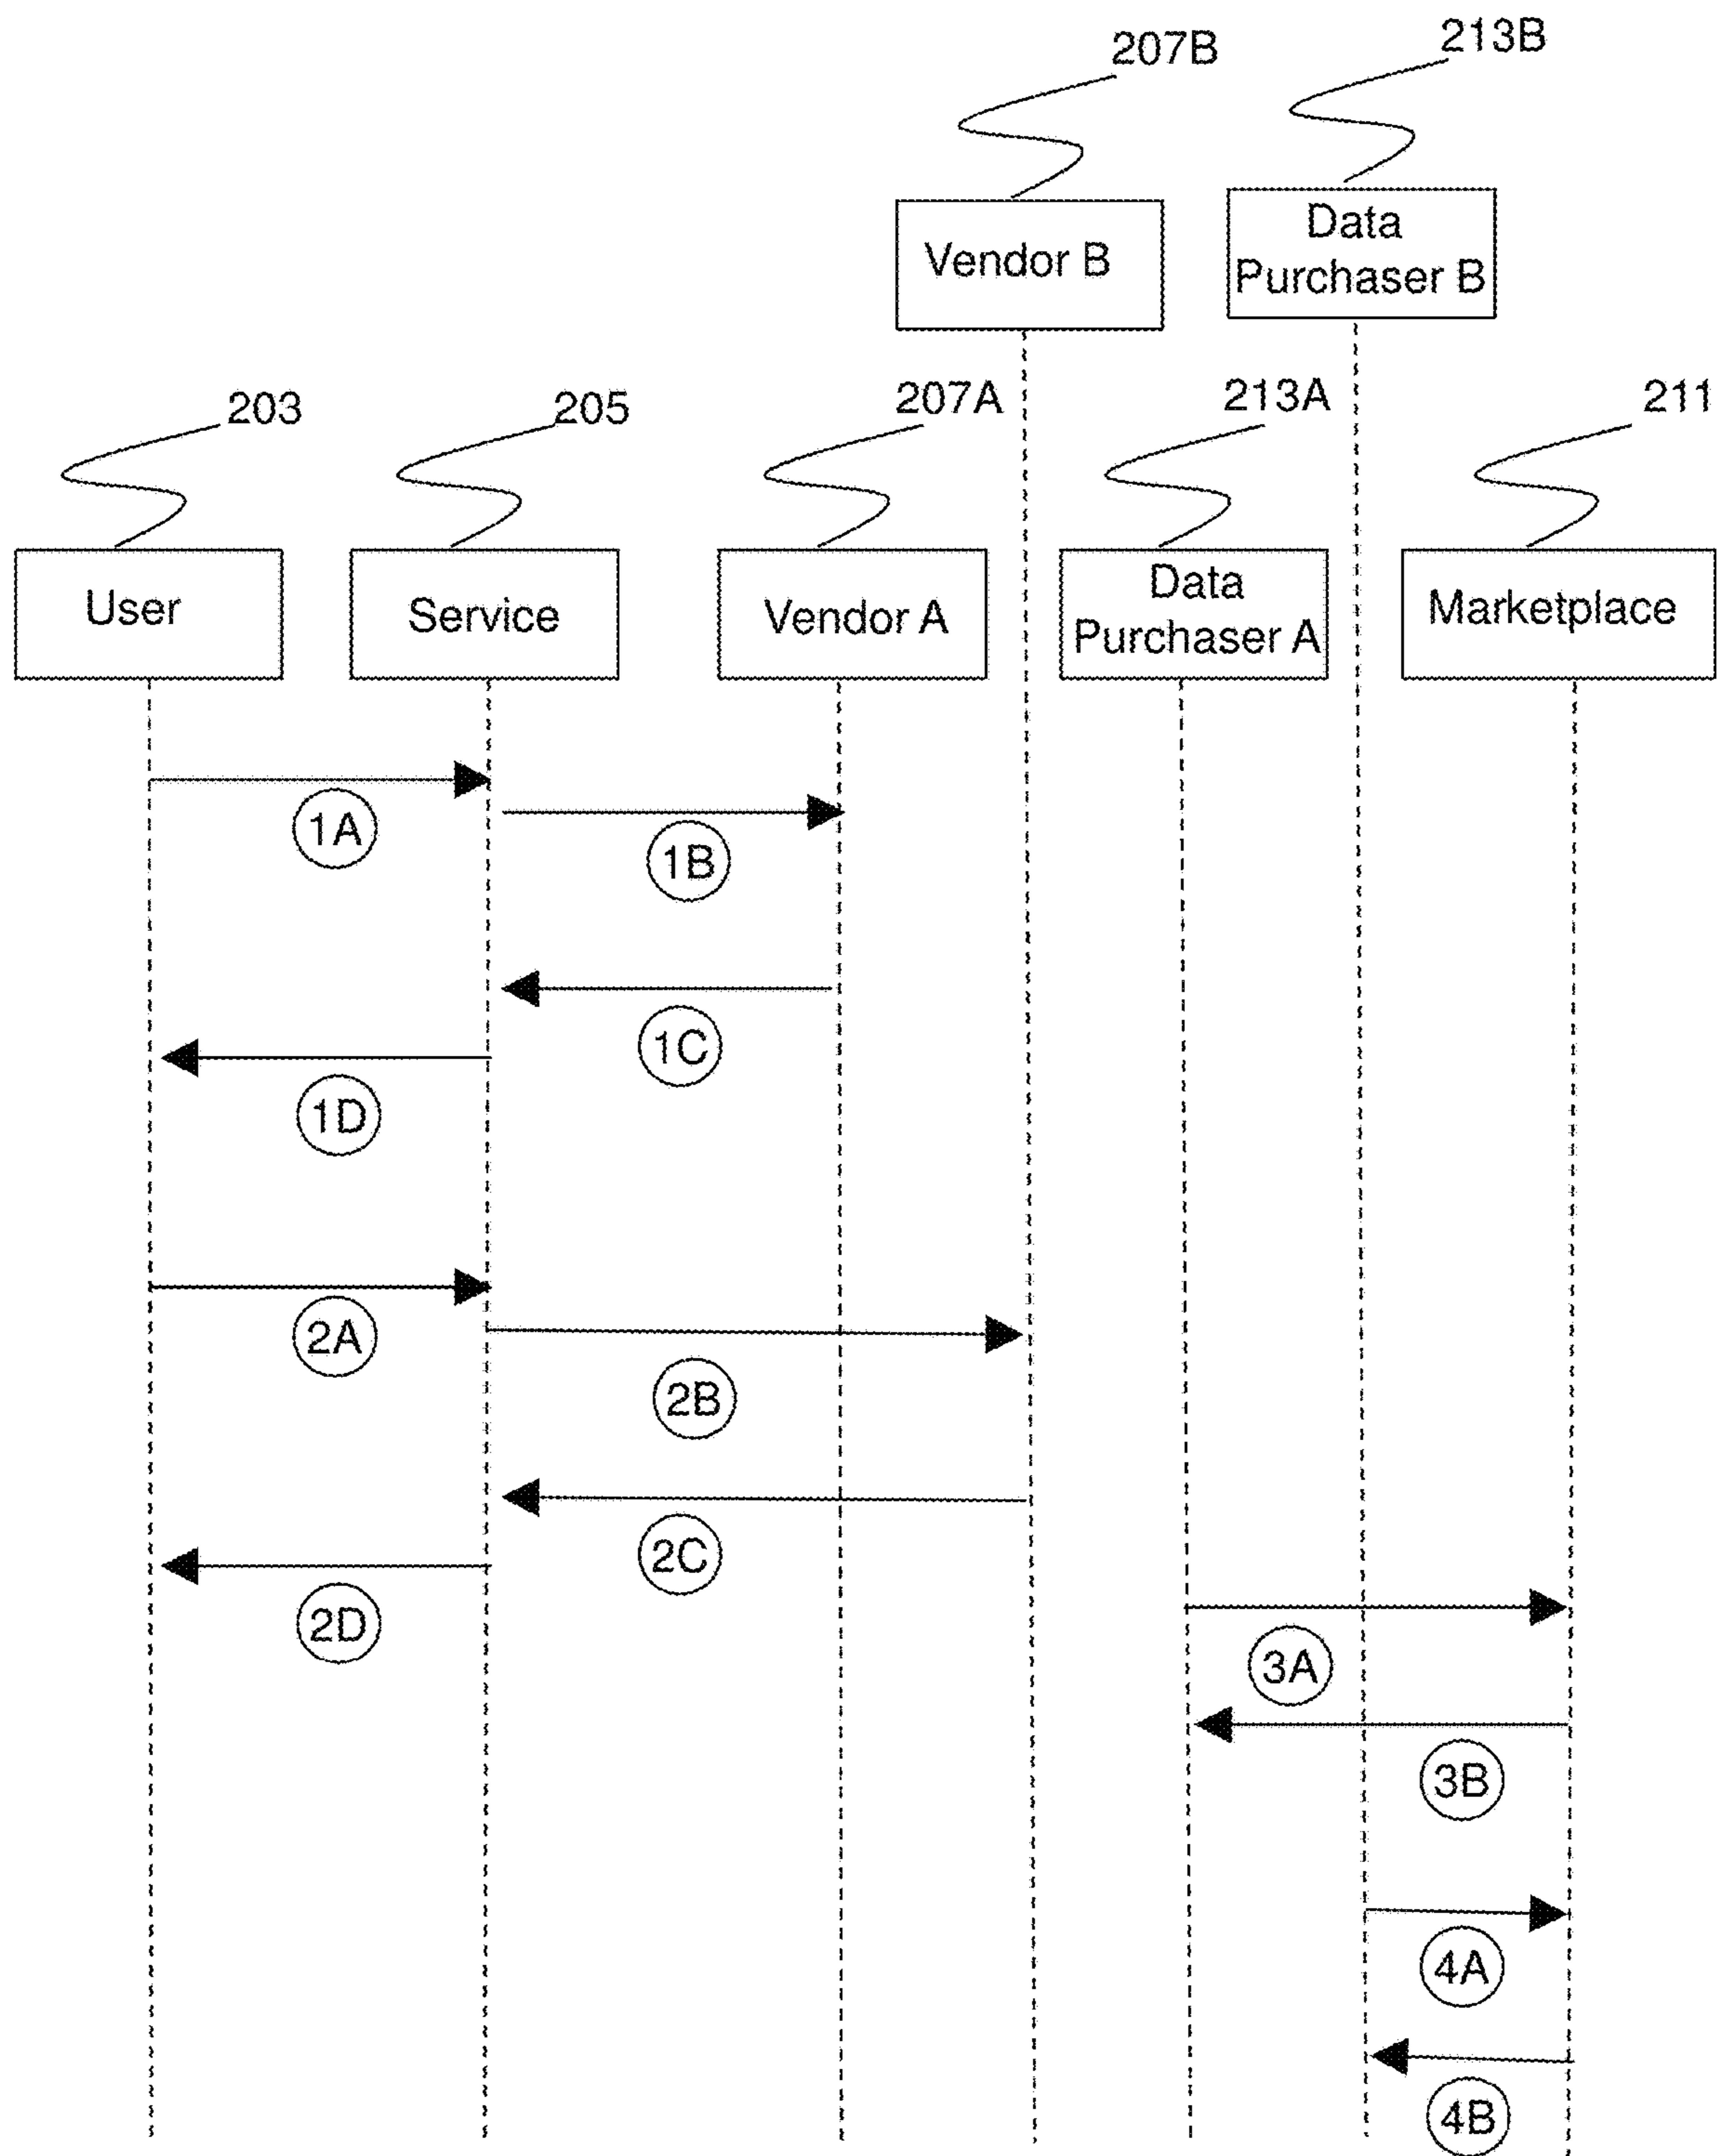 207B
213B
Vendor B
Data
Purchaser B
203
205
207A
213A
211
User
Service
Vendor A
Data
Purchaser A
Marketplace
1A
1B
1C
1D
2A
2B
2C
2D
3A
3B
4A
4B